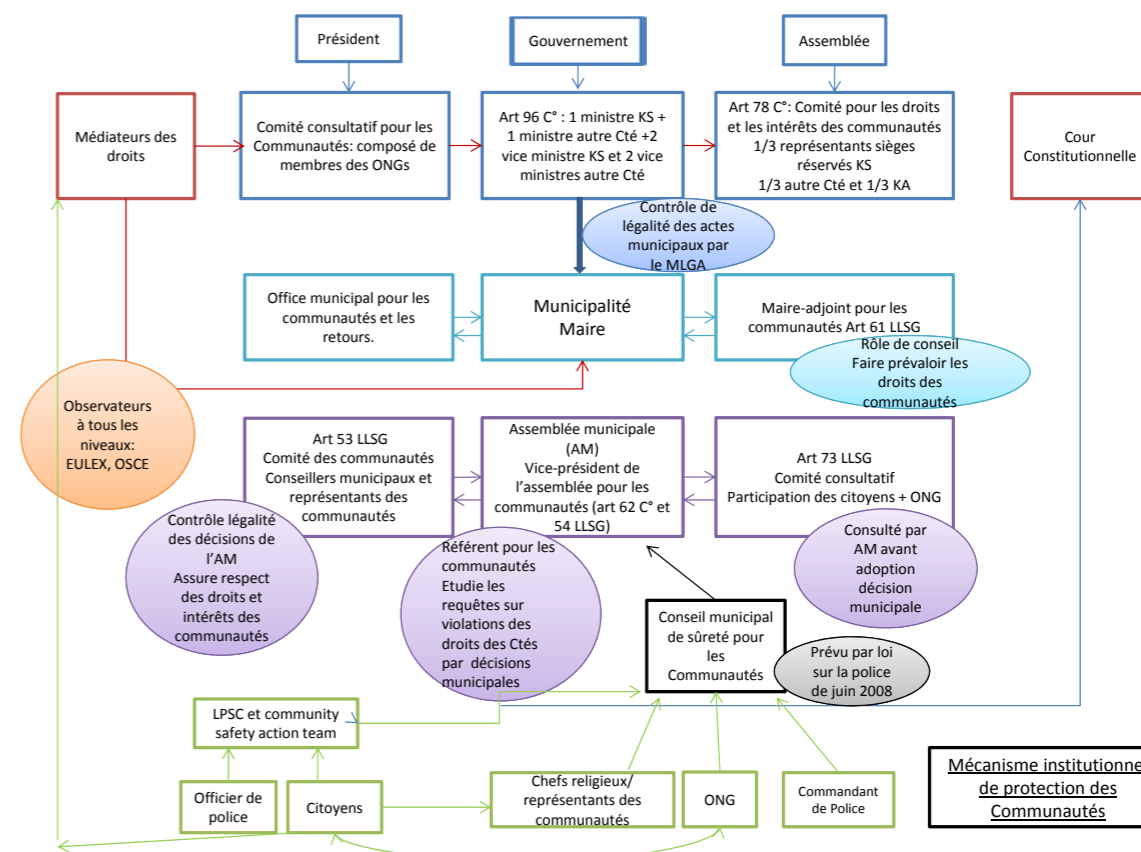 Président
Gouvernement
Assemblée
Médiateurs des
droits
Comité consultatif pour les
Communautés: composé de
membres des ONGs
Art 96 C° : 1 ministre KS +
1 ministre autre Cté +2
vice ministre KS et 2 vice
ministres autre Cté
Art 78 C°: Comité pour les droits
et les intérêts des communautés
1/3 représentants sièges
réservés KS
1/3 autre Cté et 1/3 KA
Cour
Constitutionnelle
Contrôle de
légalité des actes
municipaux par
le MLGA
Office municipal pour les
communautés et les
retours.
Municipalité
Maire
Maire-adjoint pour les
communautés Art 61 LLSG
Rôle de conseil
Faire prévaloir les
droits des
communautés
Observateurs
à tous les
niveaux:
EULEX, OSCE
Art 53 LLSG
Comité des communautés
Conseillers municipaux et
représentants des
communautés
Assemblée municipale
(AM)
Vice-président de
l'assemblée pour les
communautés (art 62 C° et
54 LLSG)
Art 73 LLSG
Comité consultatif
Participation des citoyens + ONG
Contrôle légalité
des décisions de
l'AM
Assure respect
des droits et
intérêts des
communautés
Référent pour les
communautés
Etudie les
requêtes sur
violations des
droits des Ctés
par décisions
municipales
Consulté par
AM avant
adoption
décision
municipale
Conseil municipal
de sûreté pour
les
Communautés
Prévu par loi
sur la police
de juin 2008
LPSC et community
safety action team
Officier de
police
Citoyens
Chefs religieux/
représentants des
communautés
ONG
Commandant
de Police
Mécanisme institutionne
de protection des
Communautés